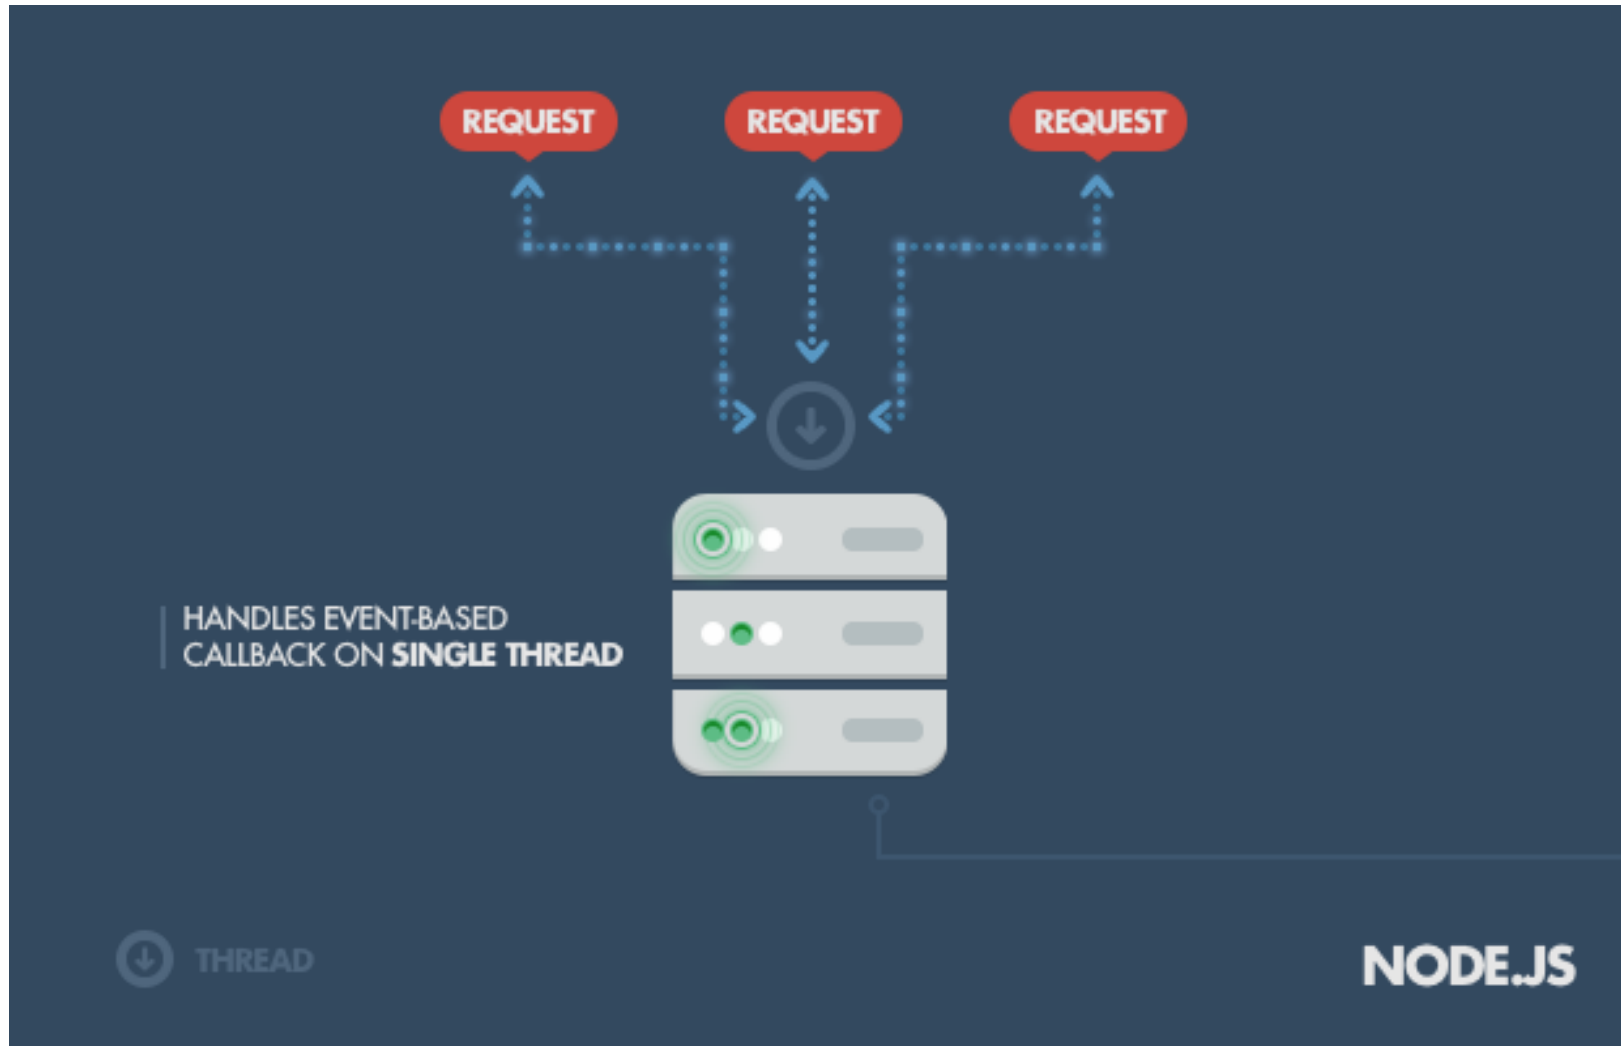 REQUEST
REQUEST
REQUEST
HANDLES EVENT-BASED
CALLBACK ON SINGLE THREAD
THREAD
NODE.JS